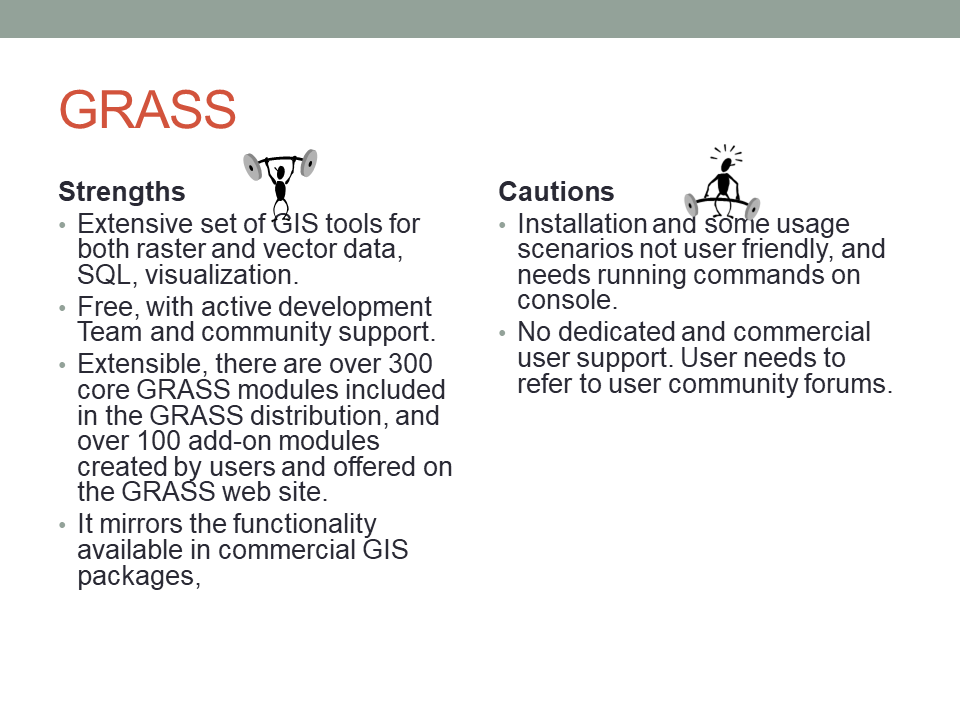 GRASS
Strengths
• Extensive set of GIS tools for
both raster and vector data,
SQL, visualization.
• Free, with active development
Team and community support.
• Extensible, there are over 300
core GRASS modules included
in the GRASS distribution, and
over 100 add-on modules
created by users and offered on
the GRASS web site.
• It mirrors the functionality
available in commercial GIS
packages,
Cautions
• Installation and some usage
scenarios not user friendly, and
needs running commands on
console.
• No dedicated and commercial
user support. User needs to
refer to user community forums.